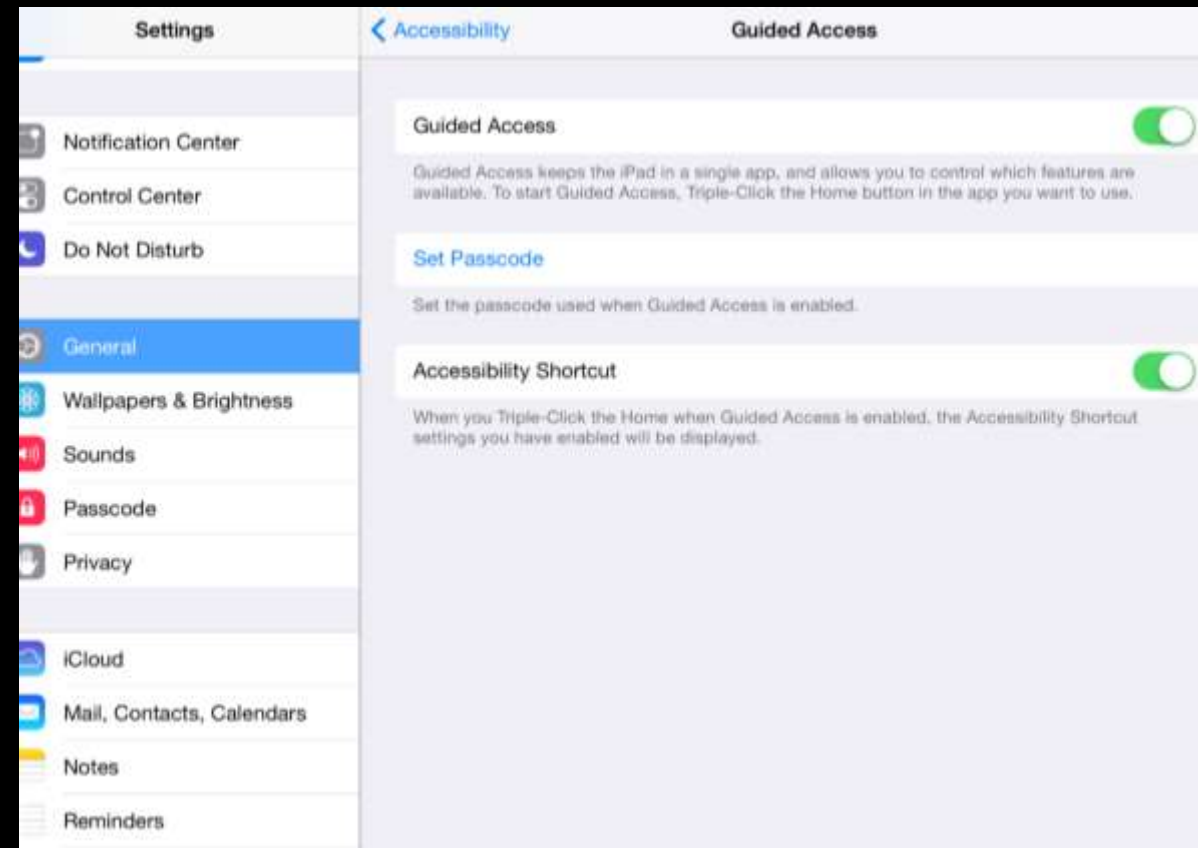 Settings
Notification Center
Control Center
Do Not Disturb
General
Wallpapers & Brightness
Sounds
Passcode
Privacy
iCloud
Mail, Contacts, Calendars
Notes
Reminders
Accessibility
Guided Access
Guided Access
Guided Access keeps the iPad in a single app, and allows you to control which features are
available. To start Guided Access, Triple-Click the Home button in the app you want to use.
Set Passcode
Set the passcode used when Guided Access is enabled.
Accessibility Shortcut
When you Triple-Click the Home when Guided Access is enabled, the Accessibility Shortcut
settings you have enabled will be displayed.